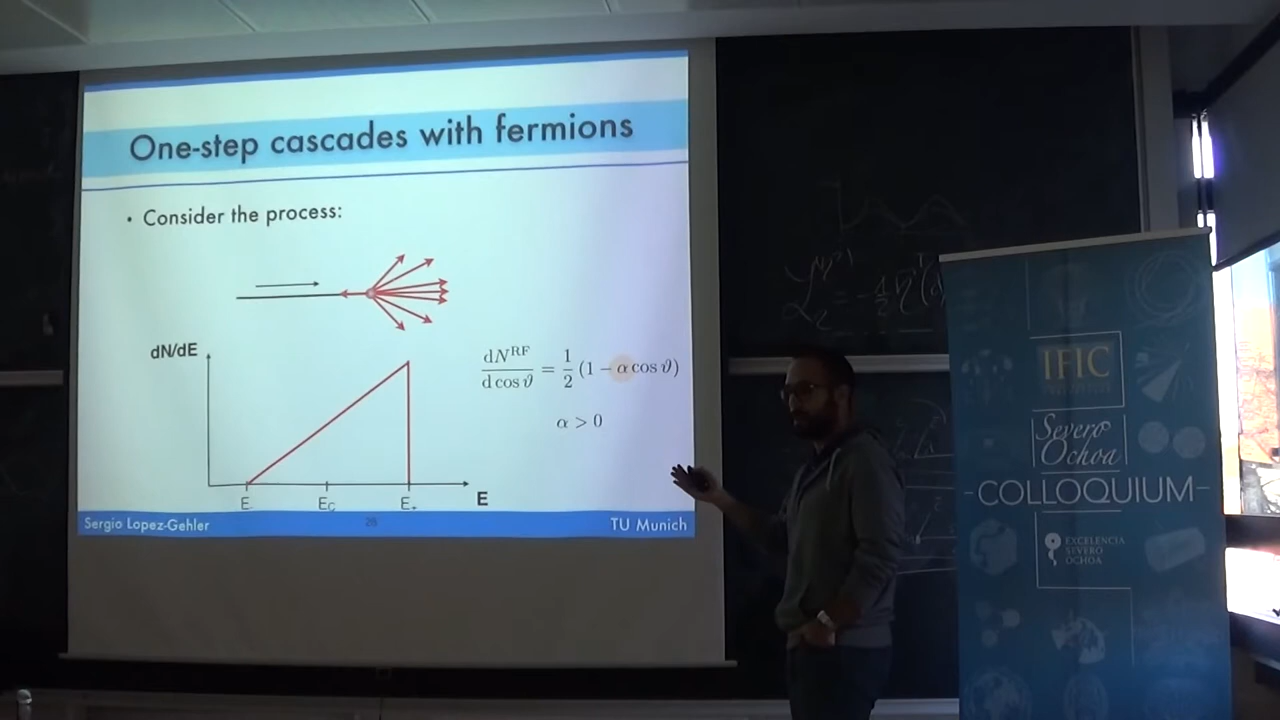 One-step cascades with fermions
• Consider the process:
dN/dE
dN^RF / d cos ϑ = 1/2 (1 − α cos ϑ)
α > 0
E₋ E_C E₊ E
Sergio Lopez-Gehler 26 TU Munich
IFIC
Severo
Ochoa
-COLLOQUIUM-
EXCELENCIA
SEVERO
OCHOA